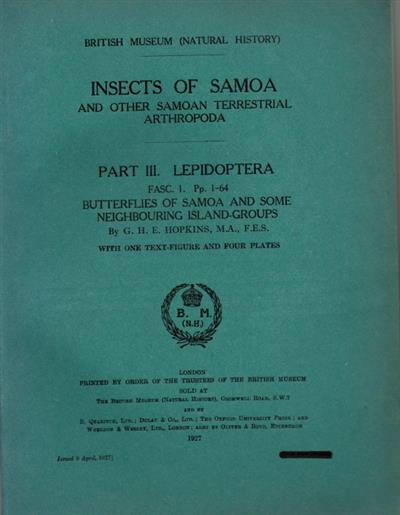 BRITISH MUSEUM (NATURAL HISTORY)
INSECTS OF SAMOA
AND OTHER SAMOAN TERRESTRIAL
ARTHROPODA
PART III. LEPIDOPTERA
FASC. 1. Pp. 1-64
BUTTERFLIES OF SAMOA AND SOME
NEIGHBOURING ISLAND-GROUPS
By G. H. E. HOPKINS, M.A., F.E.S.
WITH ONE TEXT-FIGURE AND FOUR PLATES
B. M.
(N.H.)
LONDON
PRINTED BY ORDER OF THE TRUSTEES OF THE BRITISH MUSEUM
SOLD AT
THE BRITISH MUSEUM (NATURAL HISTORY), CROMWELL ROAD, S.W.7
AND BY
B. QUARITCH, LTD.; DULAU & CO., LTD.; THE OXFORD UNIVERSITY PRESS; AND
WHELDON & WESLEY, LTD., LONDON; ALSO BY OLIVER & BOYD, EDINBURGH
1927
Issued 9 April, 1927]